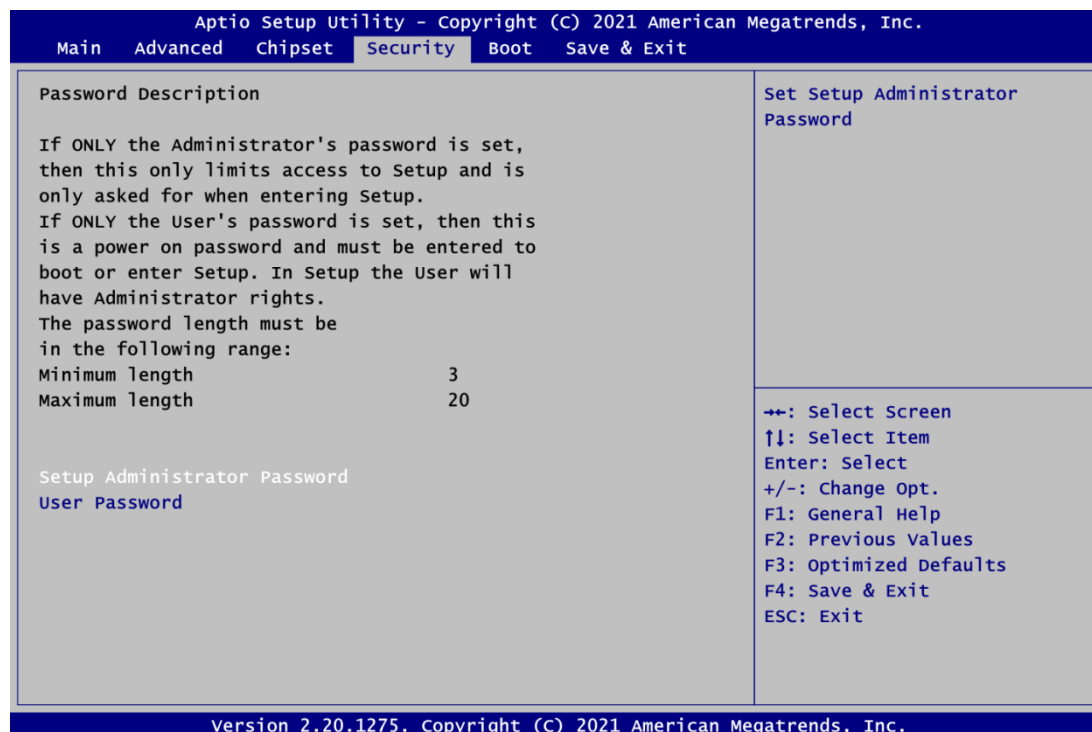 Aptio Setup Utility - Copyright (C) 2021 American Megatrends, Inc.
Main Advanced Chipset Security Boot Save & Exit
Password Description
If ONLY the Administrator's password is set,
then this only limits access to Setup and is
only asked for when entering Setup.
If ONLY the User's password is set, then this
is a power on password and must be entered to
boot or enter Setup. In Setup the User will
have Administrator rights.
The password length must be
in the following range:
Minimum length 3
Maximum length 20
Setup Administrator Password
User Password
Set Setup Administrator
Password
→←: Select Screen
↑↓: Select Item
Enter: Select
+/-: Change Opt.
F1: General Help
F2: Previous Values
F3: Optimized Defaults
F4: Save & Exit
ESC: Exit
Version 2.20.1275. Copyright (C) 2021 American Megatrends, Inc.